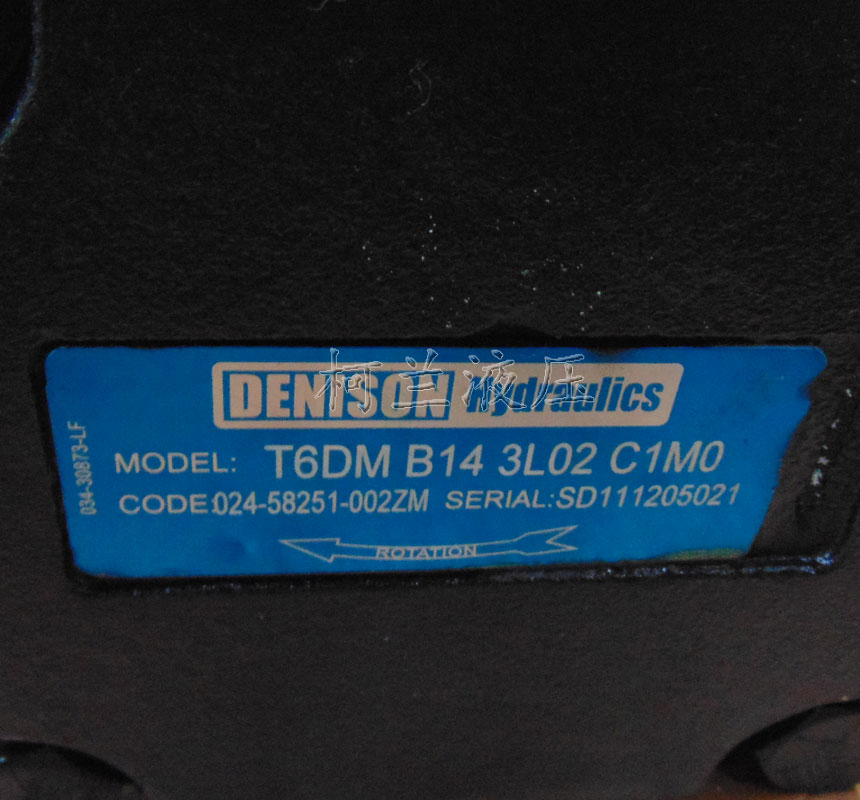 柯兰液压
DENISON Hydraulics
034-30873-LF
MODEL: T6DM B14 3L02 C1M0
CODE:024-58251-002ZM SERIAL:SD111205021
ROTATION